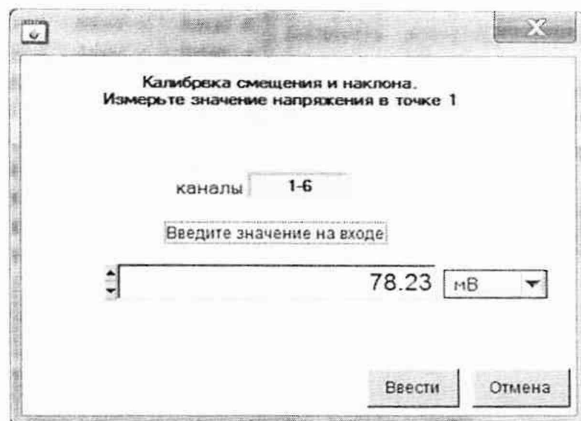 Калибрвка смещения и наклона.
Измерьте значение напряжения в точке 1
каналы 1-6
Введите значение на входе
78.23 мВ
Ввести Отмена